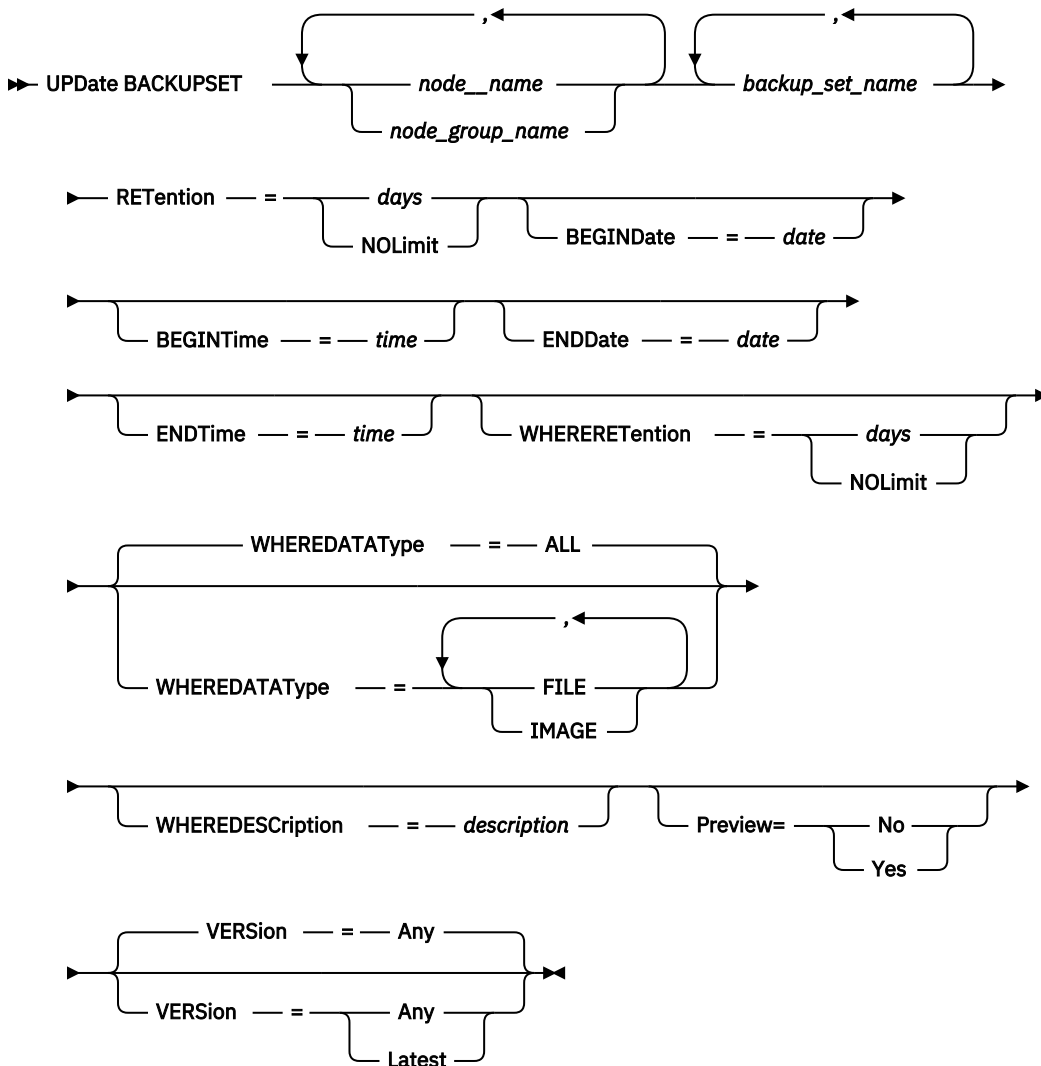 , ,
UPDate BACKUPSET node__name backup_set_name
node_group_name
RETention = days
NOLimit BEGINDate = date
BEGINTime = time ENDDate = date
ENDTime = time WHERERETention = days
NOLimit
WHEREDATAType = ALL
,
WHEREDATAType = FILE
IMAGE
WHEREDESCription = description Preview= No
Yes
VERSion = Any
VERSion = Any
Latest